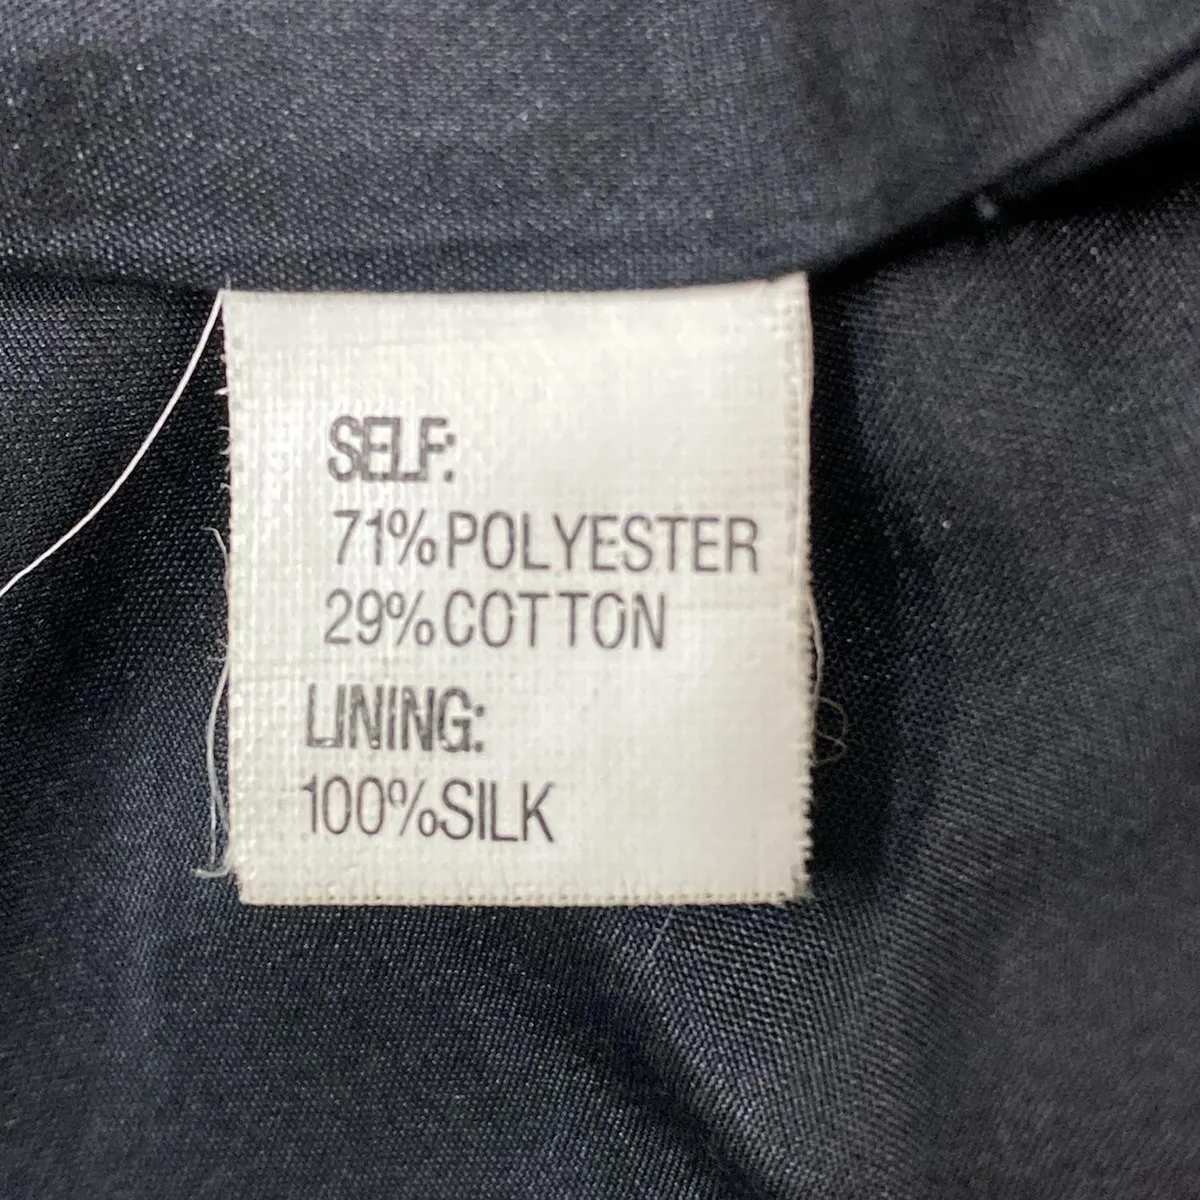 SELF:
71% POLYESTER
29% COTTON
LINING:
100% SILK